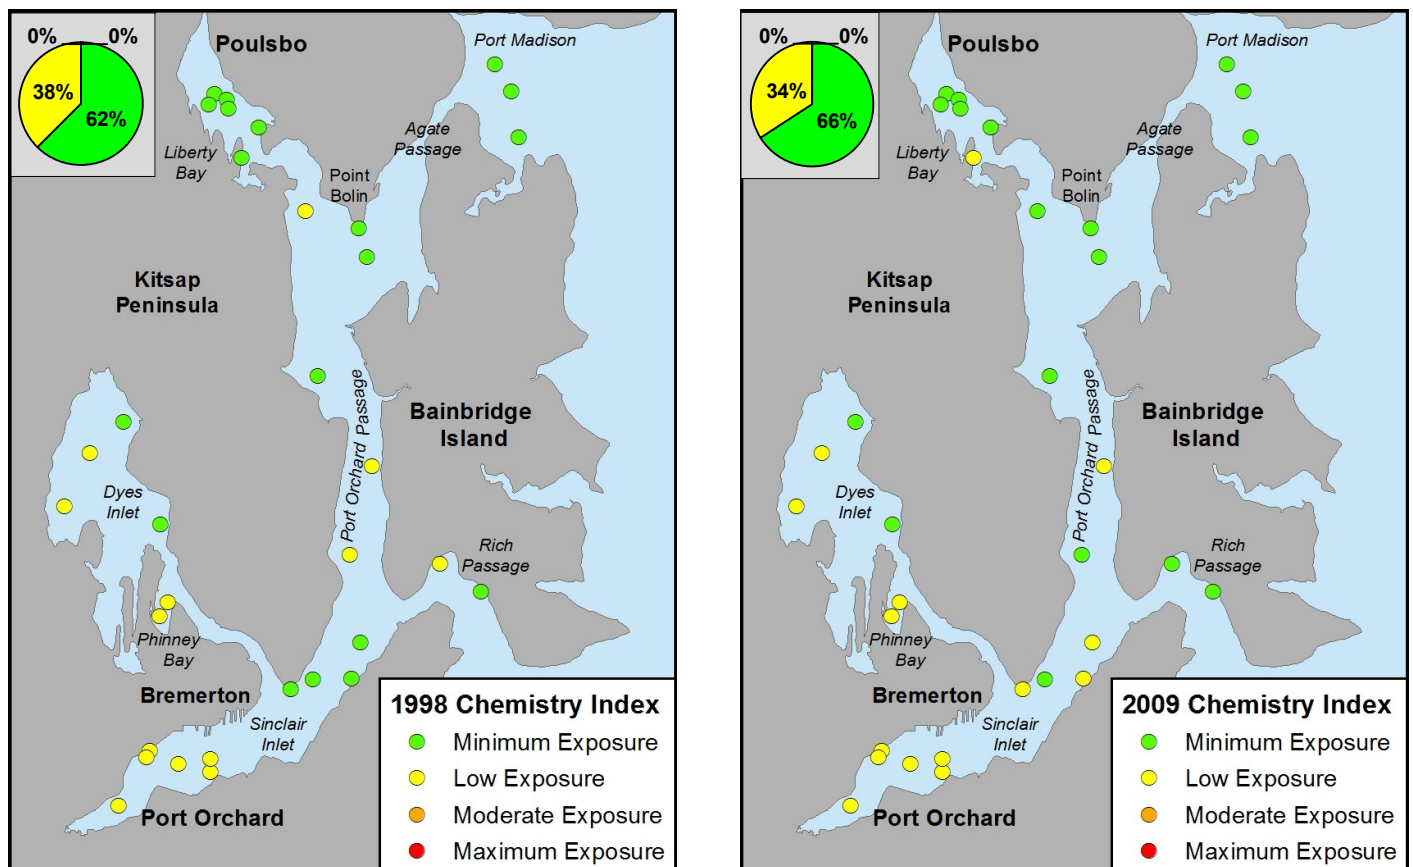 0%
0%
38%
62%
Poulsbo
Port Madison
Agate
Passage
Liberty
Bay
Point
Bolin
Kitsap
Peninsula
Port Orchard Passage
Bainbridge
Island
Dyes
Inlet
Rich
Passage
Phinney
Bay
Bremerton
Sinclair
Inlet
Port Orchard
1998 Chemistry Index
Minimum Exposure
Low Exposure
Moderate Exposure
Maximum Exposure
0%
0%
34%
66%
Poulsbo
Port Madison
Agate
Passage
Liberty
Bay
Point
Bolin
Kitsap
Peninsula
Port Orchard Passage
Bainbridge
Island
Dyes
Inlet
Rich
Passage
Phinney
Bay
Bremerton
Sinclair
Inlet
Port Orchard
2009 Chemistry Index
Minimum Exposure
Low Exposure
Moderate Exposure
Maximum Exposure